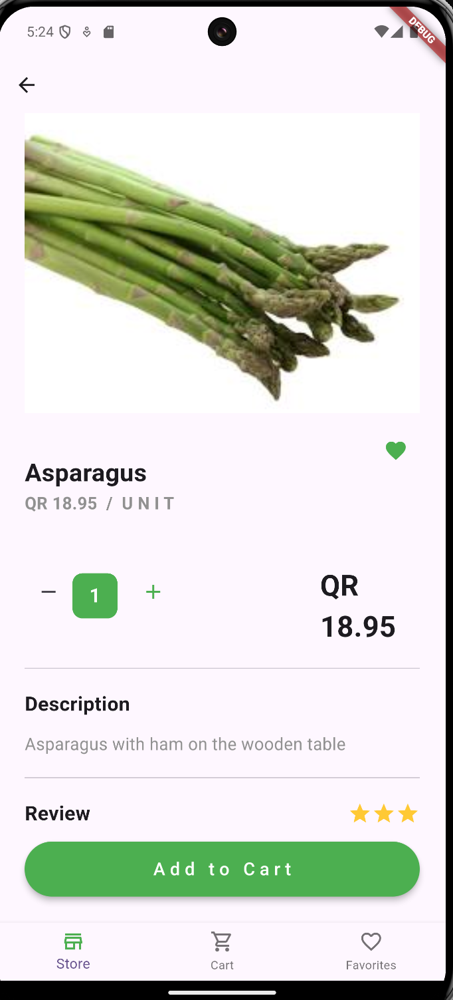 5:24
DEBUG
Asparagus
QR 18.95 / UNIT
1
QR
18.95
Description
Asparagus with ham on the wooden table
Review
Add to Cart
Store
Cart
Favorites